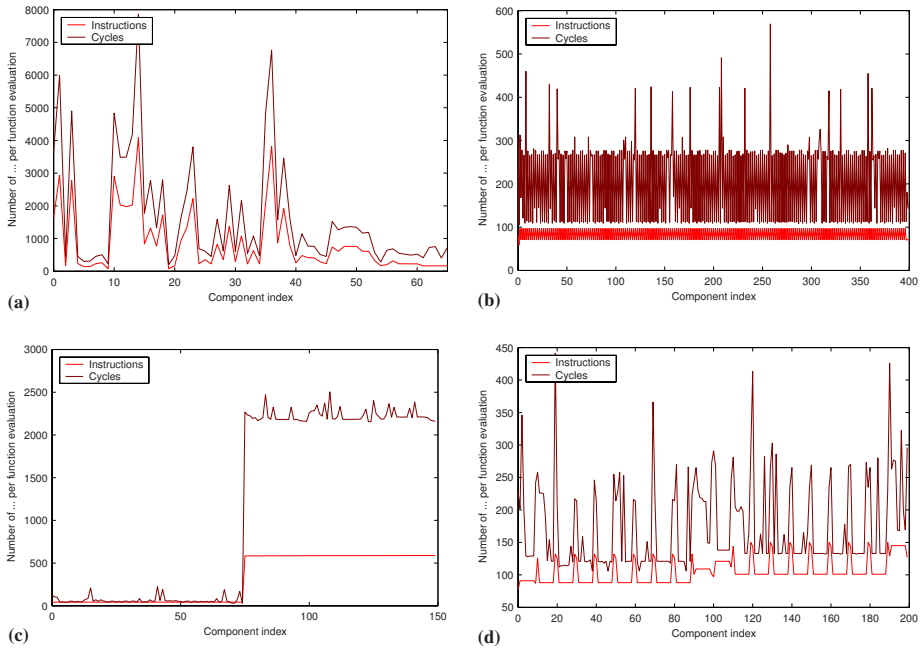 8000
7000
6000
5000
4000
3000
2000
1000
0
Number of ... per function evaluation
Instructions
Cycles
0 10 20 30 40 50 60
Component index
(a)
600
500
400
300
200
100
0
Number of ... per function evaluation
Instructions
Cycles
0 50 100 150 200 250 300 350 400
Component index
(b)
3000
2500
2000
1500
1000
500
0
Number of ... per function evaluation
Instructions
Cycles
0 50 100 150
Component index
(c)
450
400
350
300
250
200
150
100
50
Number of ... per function evaluation
Instructions
Cycles
0 20 40 60 80 100 120 140 160 180 200
Component index
(d)